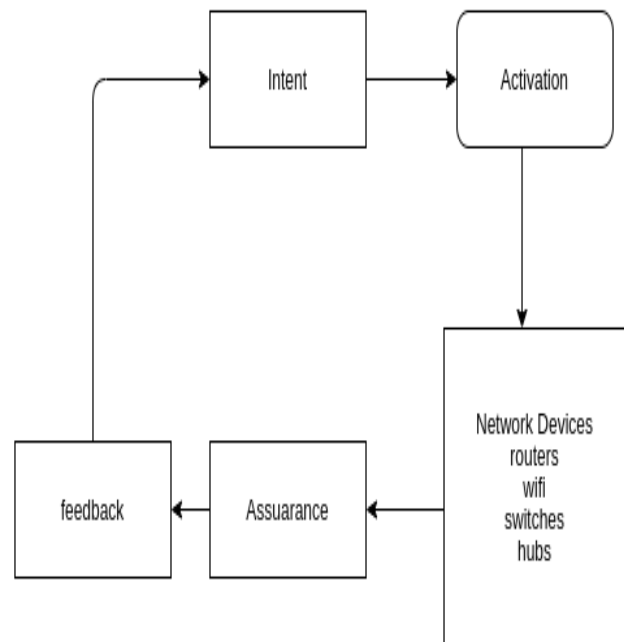 Intent
Activation
Network Devices
routers
wifi
switches
hubs
feedback
Assuarance